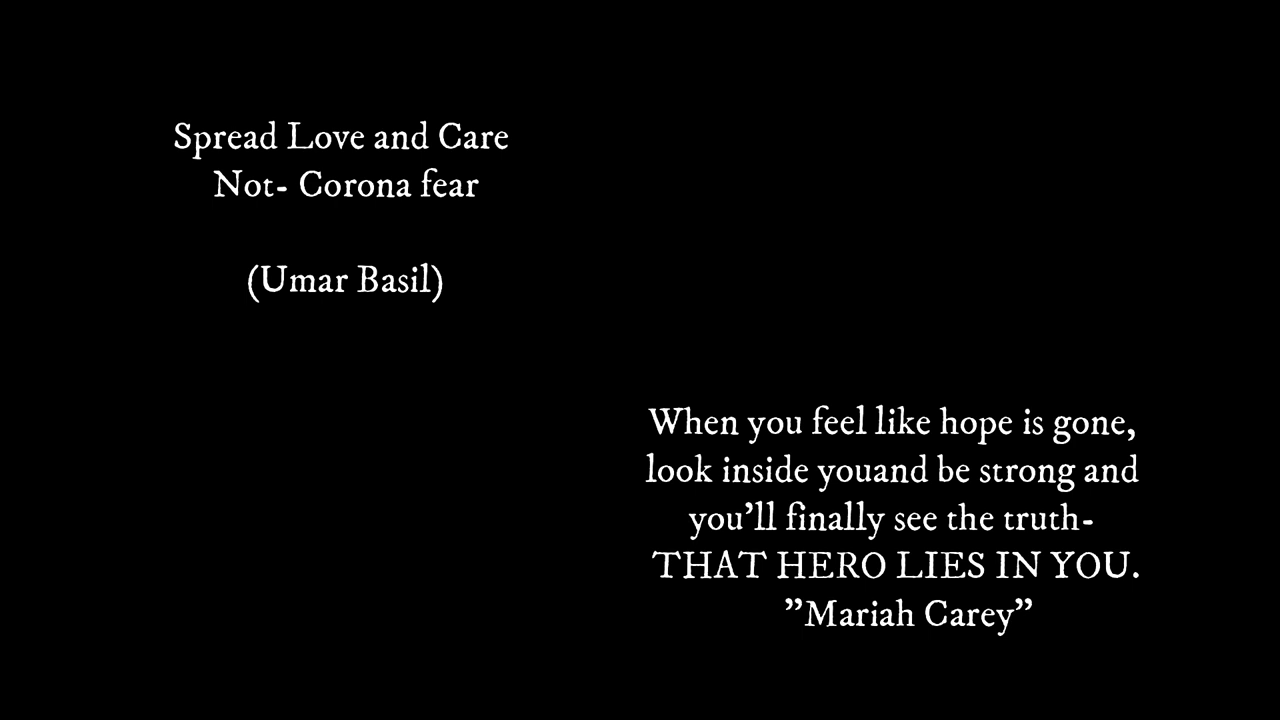 Spread Love and Care
Not- Corona fear
(Umar Basil)
When you feel like hope is gone,
look inside youand be strong and
you’ll finally see the truth-
THAT HERO LIES IN YOU.
”Mariah Carey”